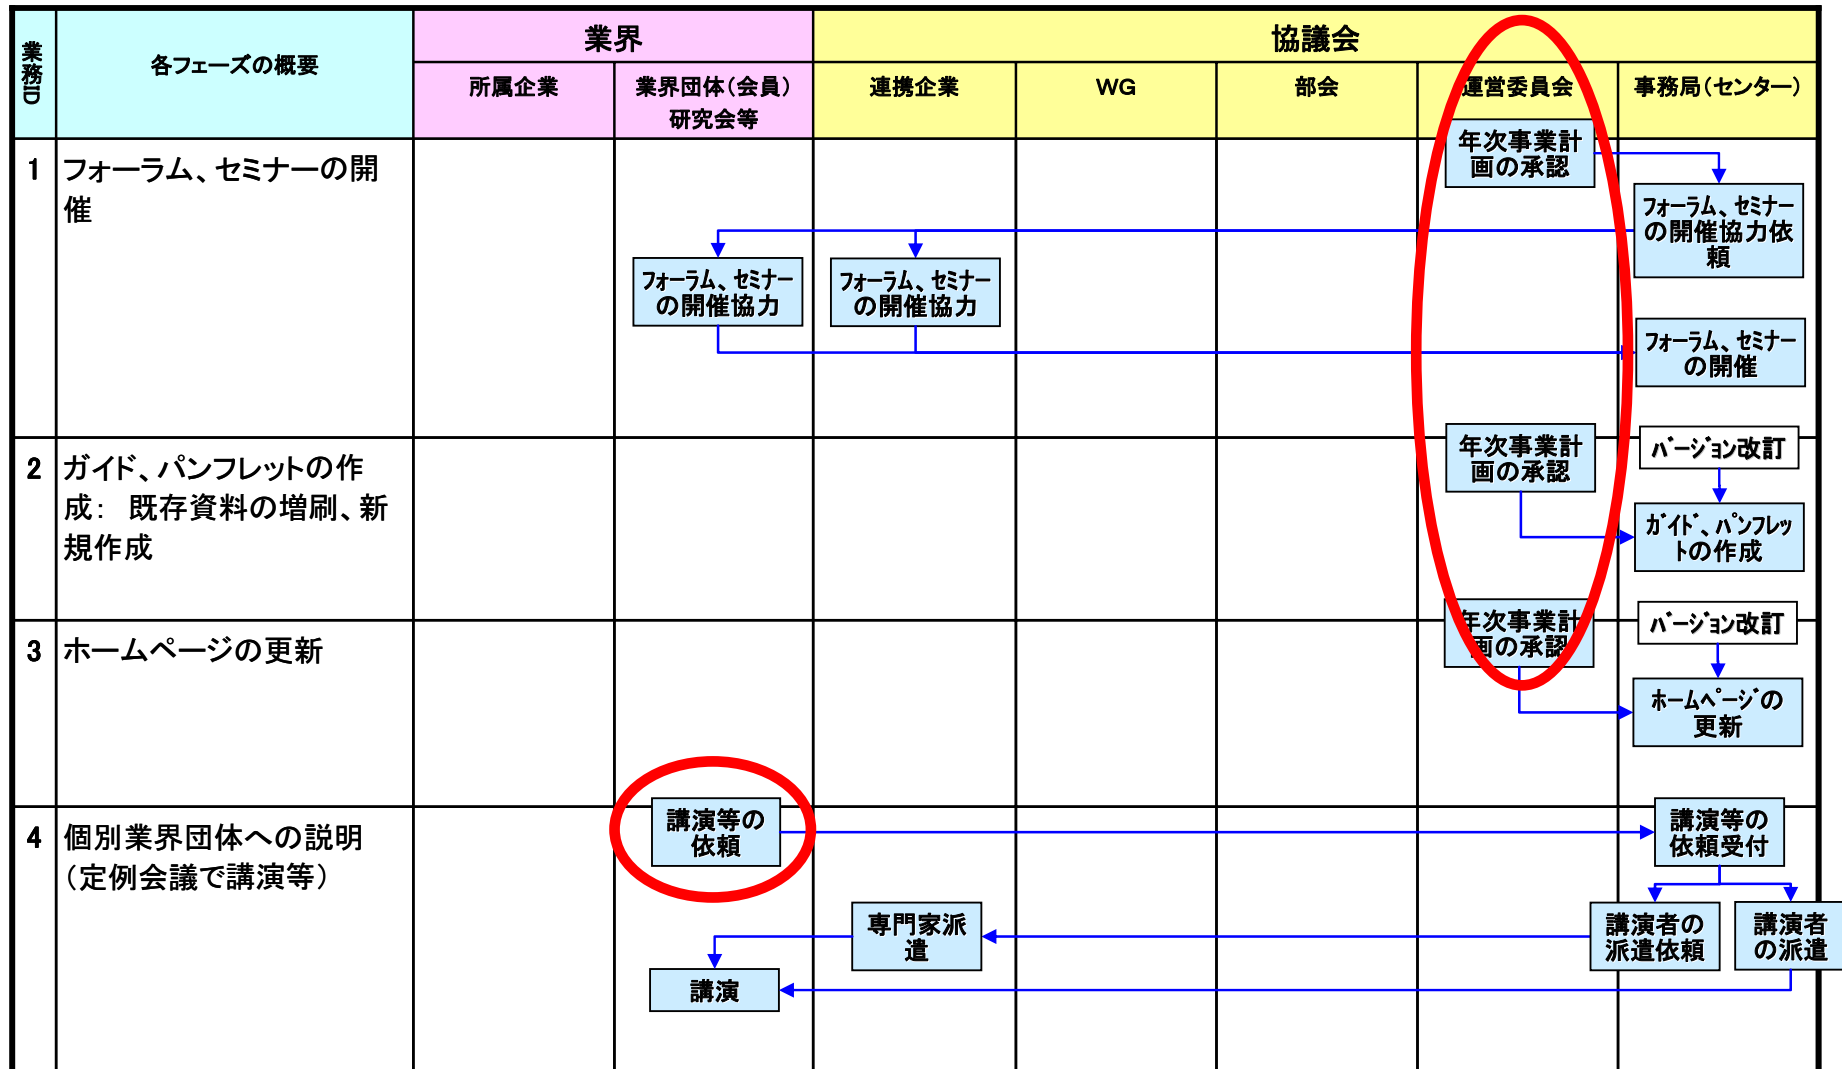 業務ID
各フェーズの概要
業界
協議会
所属企業
業界団体（会員）
研究会等
連携企業
WG
部会
運営委員会
事務局（センター）
1
フォーラム、セミナーの開
催
年次事業計
画の承認
フォーラム、セミナー
の開催協力依
頼
フォーラム、セミナー
の開催協力
フォーラム、セミナー
の開催協力
フォーラム、セミナー
の開催
2
ガイド、パンフレットの作
成： 既存資料の増刷、新
規作成
年次事業計
画の承認
バージョン改訂
ガイド、パンフレッ
トの作成
3
ホームページの更新
年次事業計
画の承認
バージョン改訂
ホームページの
更新
4
個別業界団体への説明
（定例会議で講演等）
講演等の
依頼
講演等の
依頼受付
専門家派
遣
講演者の
派遣依頼
講演者
の派遣
講演